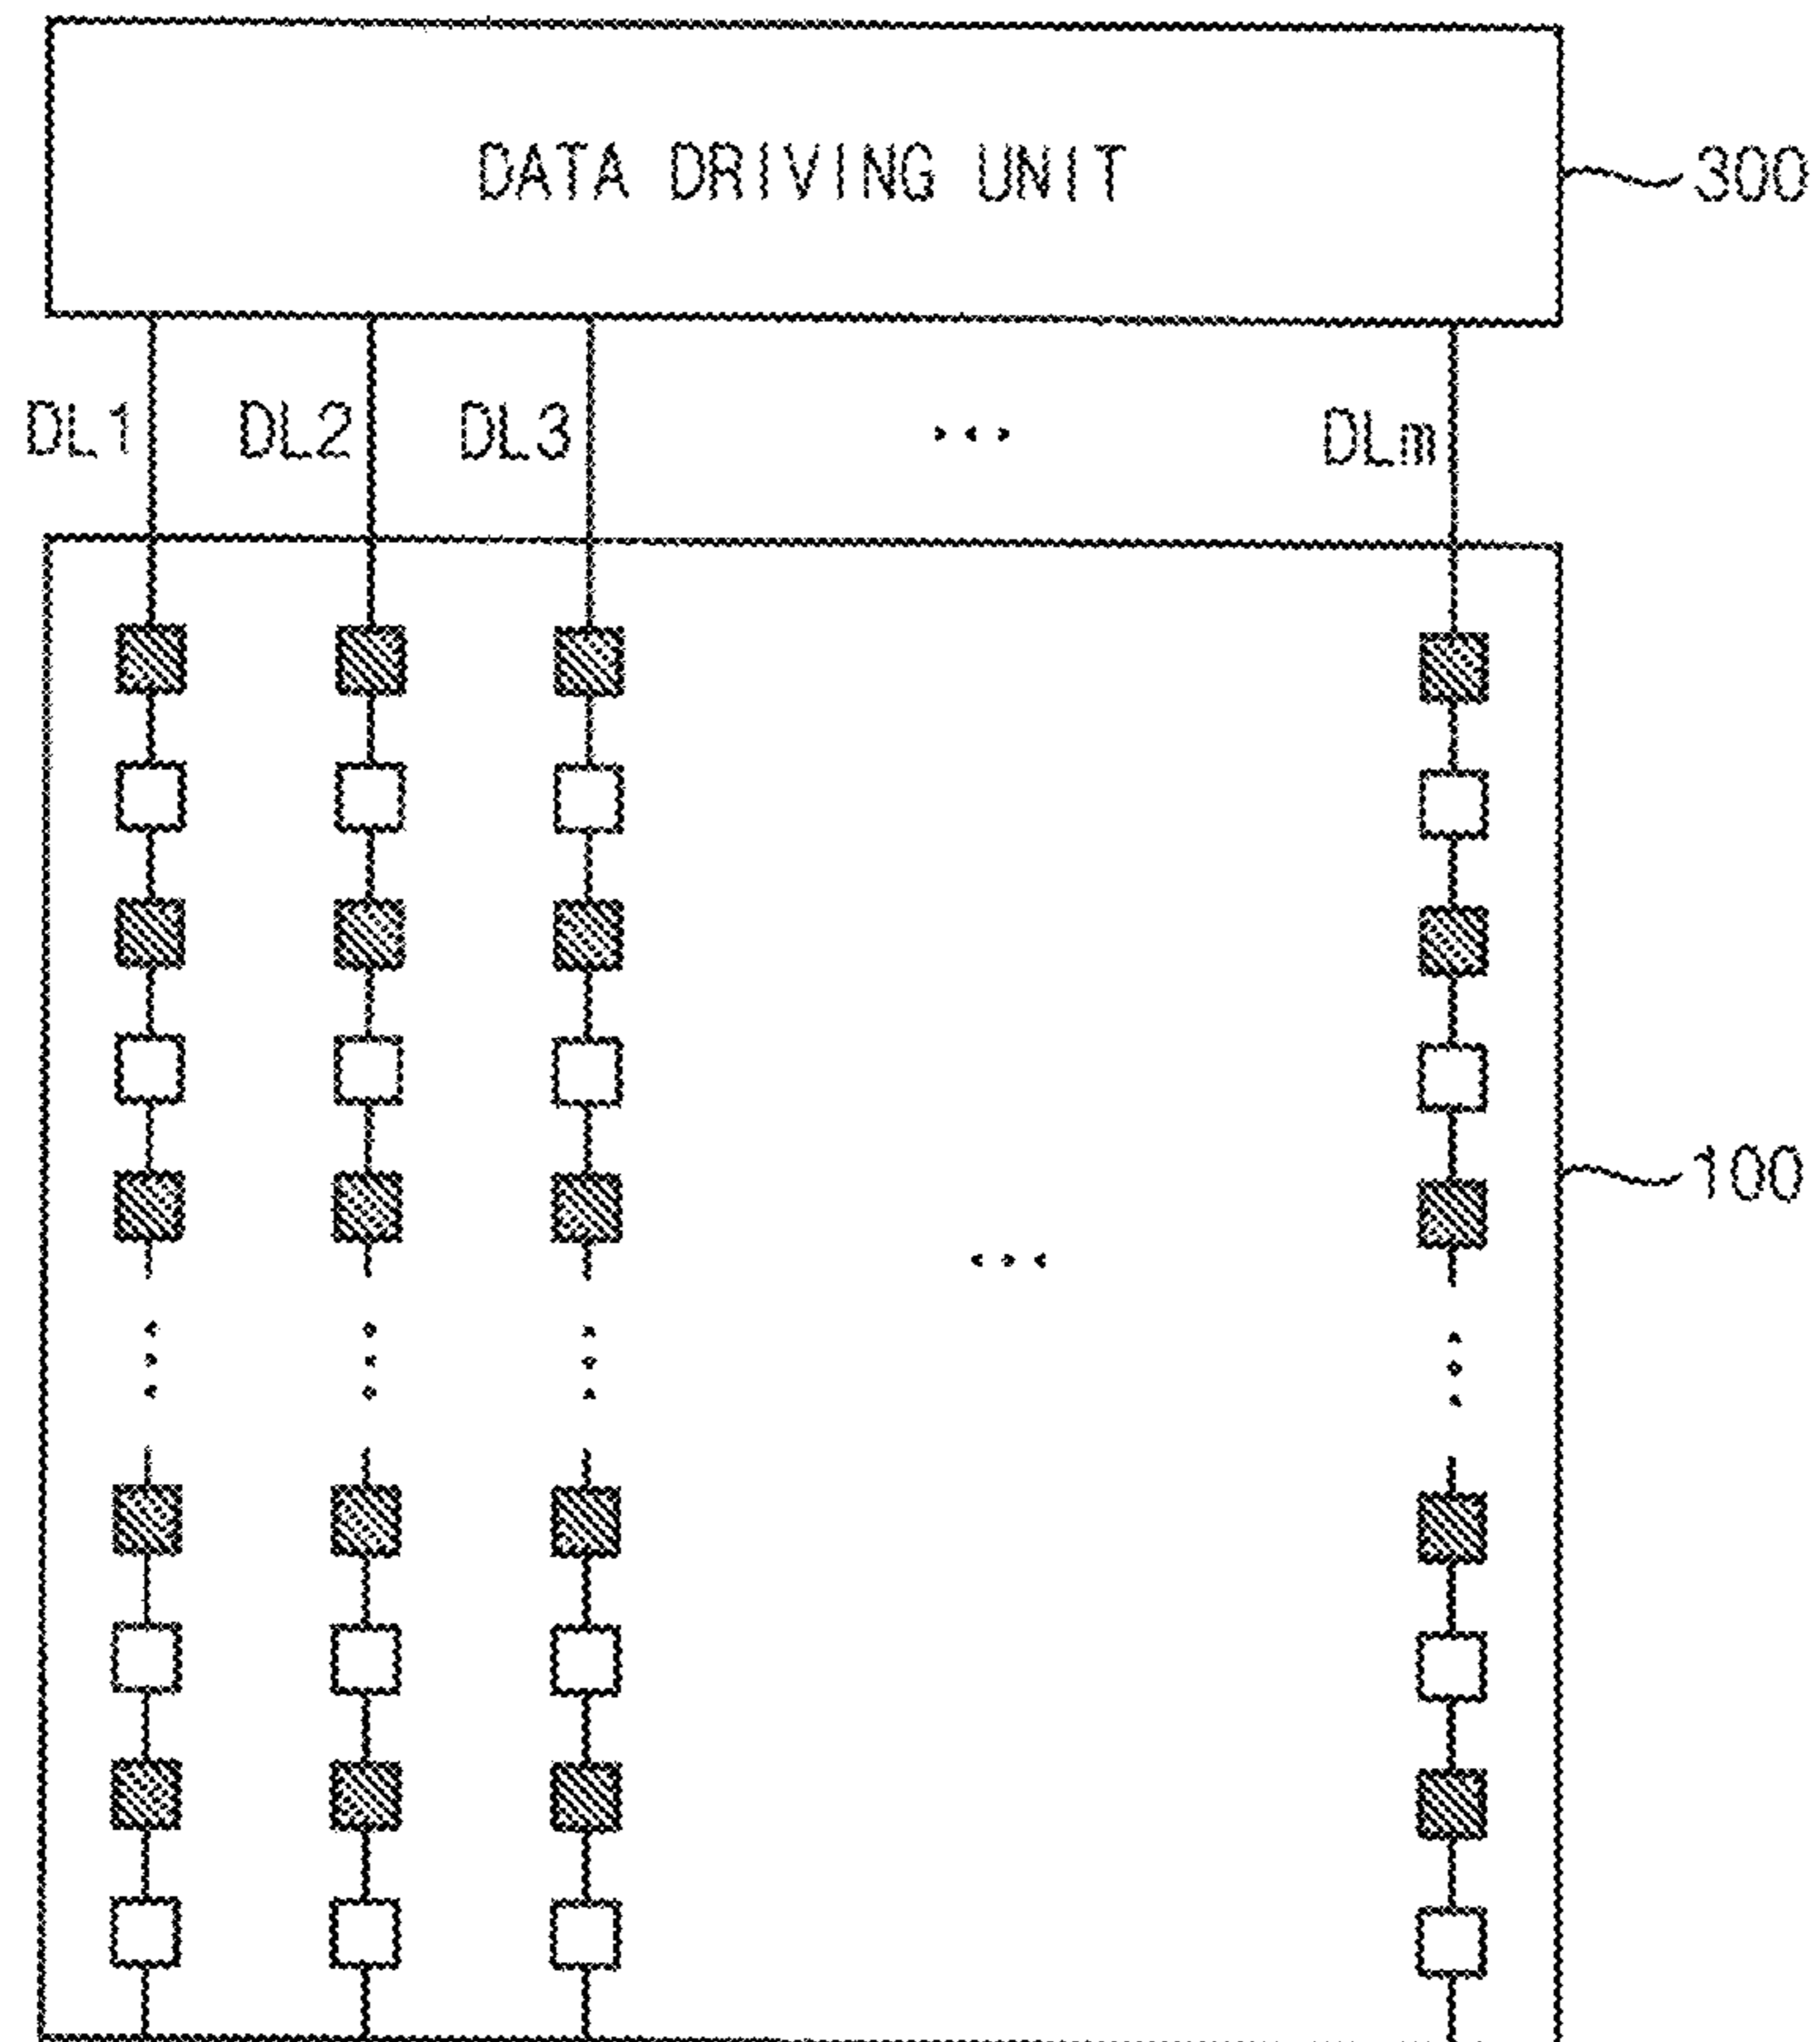 DATA DRIVING UNIT
300
DL1 DL2 DL3 ... DLm
100
...